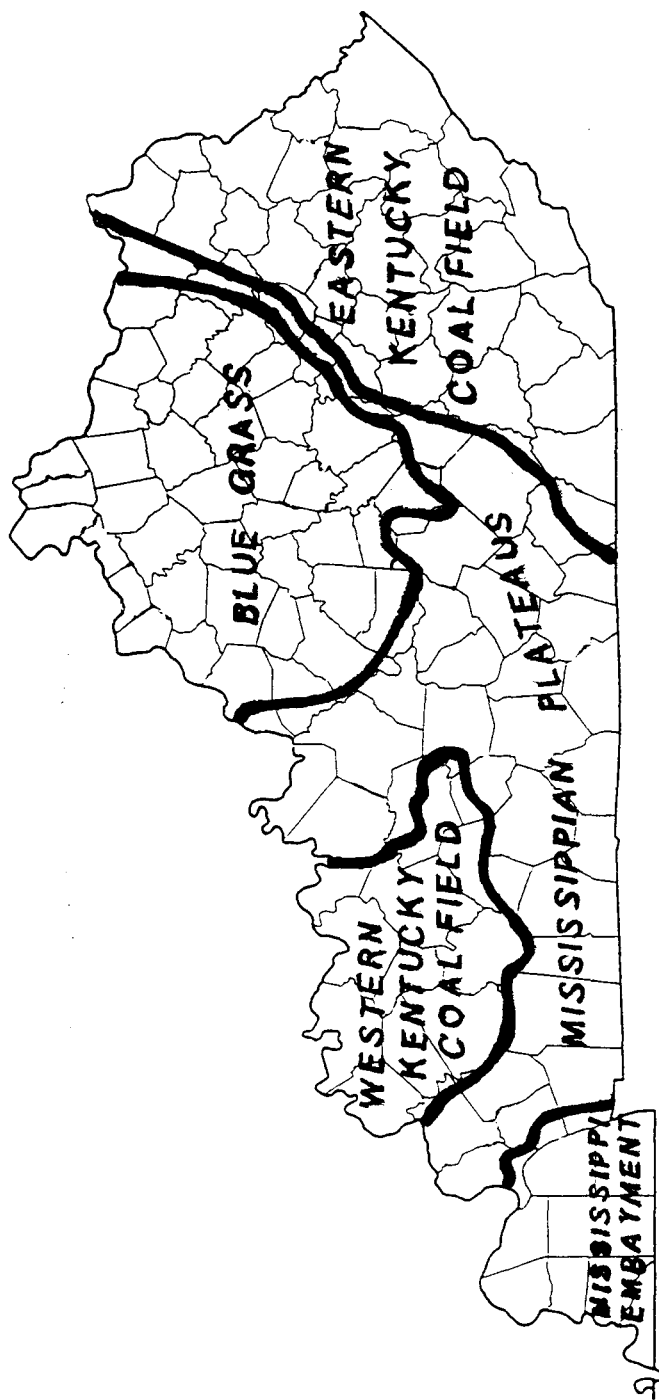 BLUE GRASS
EASTERN
KENTUCKY
COAL FIELD
WESTERN
KENTUCKY
COAL FIELD
MISSISSIPPIAN PLATEAUS
MISSISSIPPI
EMBAYMENT